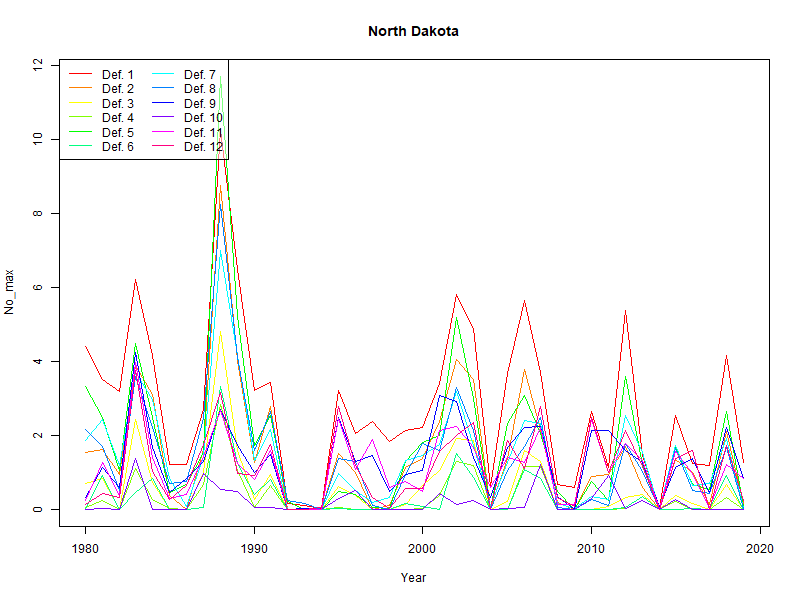 North Dakota
No_max
12
10
8
6
4
2
0
Def. 1
Def. 2
Def. 3
Def. 4
Def. 5
Def. 6
Def. 7
Def. 8
Def. 9
Def. 10
Def. 11
Def. 12
1980
1990
2000
2010
2020
Year